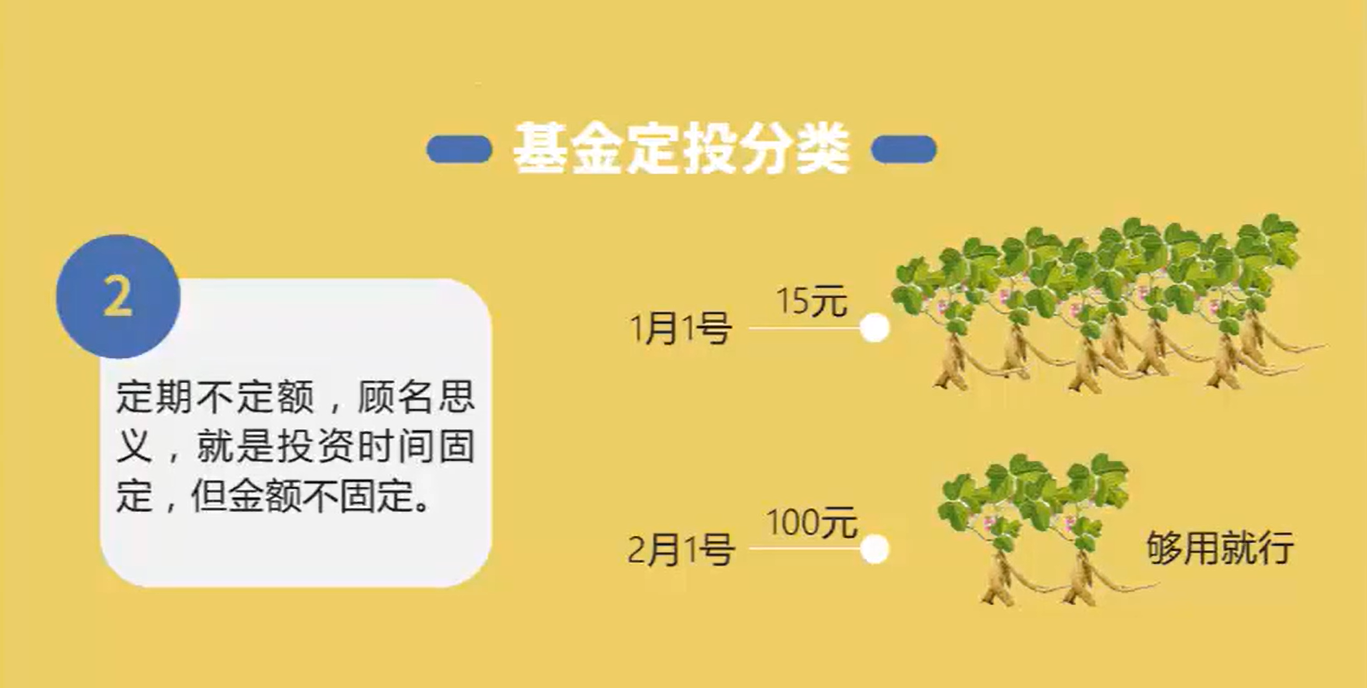 基金定投分类
2
定期不定额，顾名思
义，就是投资时间固
定，但金额不固定。
1月1号
15元
2月1号
100元
够用就行